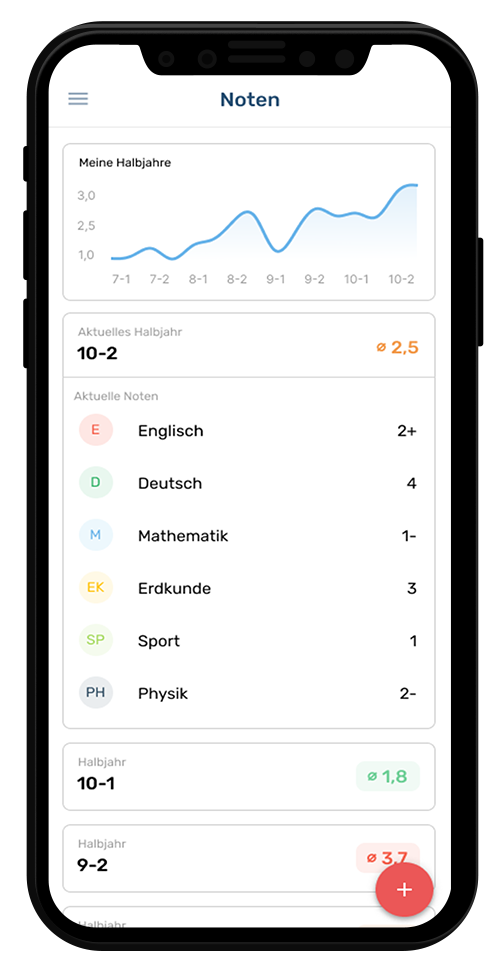 Noten
Meine Halbjahre
3,0
2,5
1,0
7-1 7-2 8-1 8-2 9-1 9-2 10-1 10-2
Aktuelles Halbjahr
10-2
ø 2,5
Aktuelle Noten
E Englisch 2+
D Deutsch 4
M Mathematik 1-
EK Erdkunde 3
SP Sport 1
PH Physik 2-
Halbjahr
10-1
ø 1,8
Halbjahr
9-2
ø 3,7
+
Halbjahr